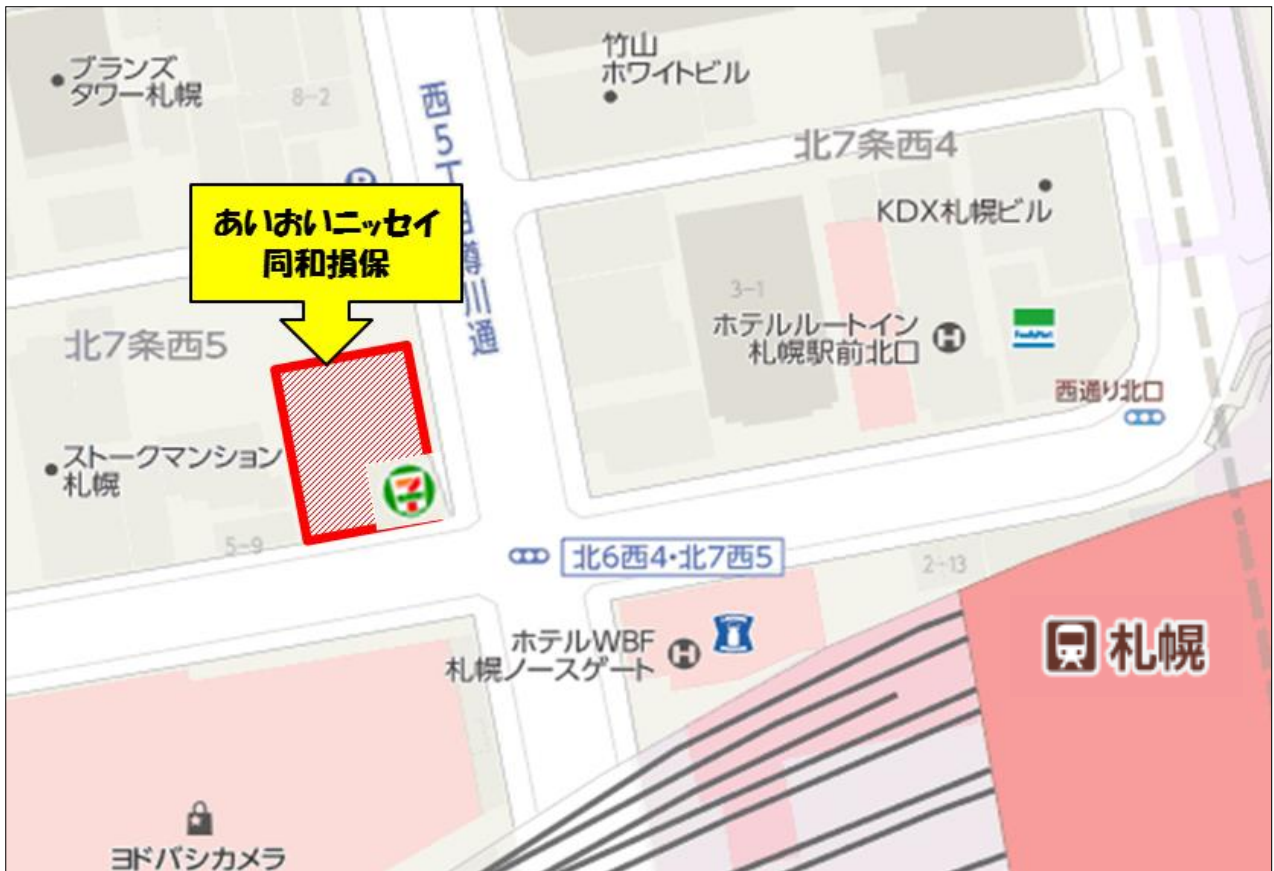 ブランズ
タワー札幌
8-2
竹山
ホワイトビル
北7条西4
KDX札幌ビル
あいおいニッセイ
同和損保
西5丁目樽川通
北7条西5
3-1
ホテルルートイン
札幌駅前北口
H
FamilyMart
西通り北口
ストークマンション
札幌
7
5-9
北6西4・北7西5
2-13
ホテルWBF
札幌ノースゲート
H
札幌
ヨドバシカメラ